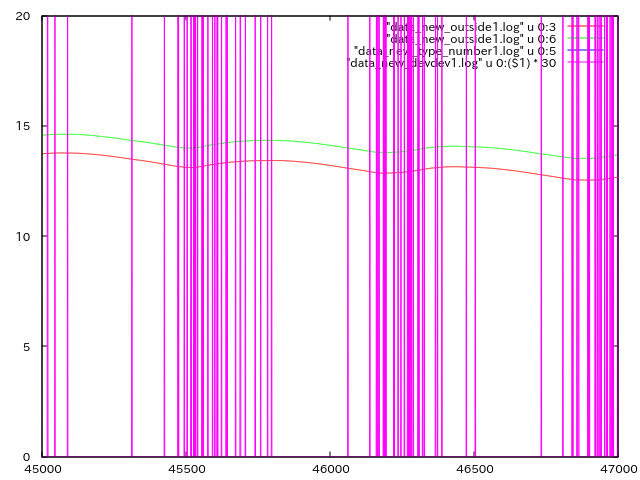 20
15
10
5
0
45000 45500 46000 46500 47000
"data_new_outside1.log" u 0:3
"data_new_outside1.log" u 0:6
"data_new_type_number1.log" u 0:5
"data_new_devdev1.log" u 0:($1) * 30